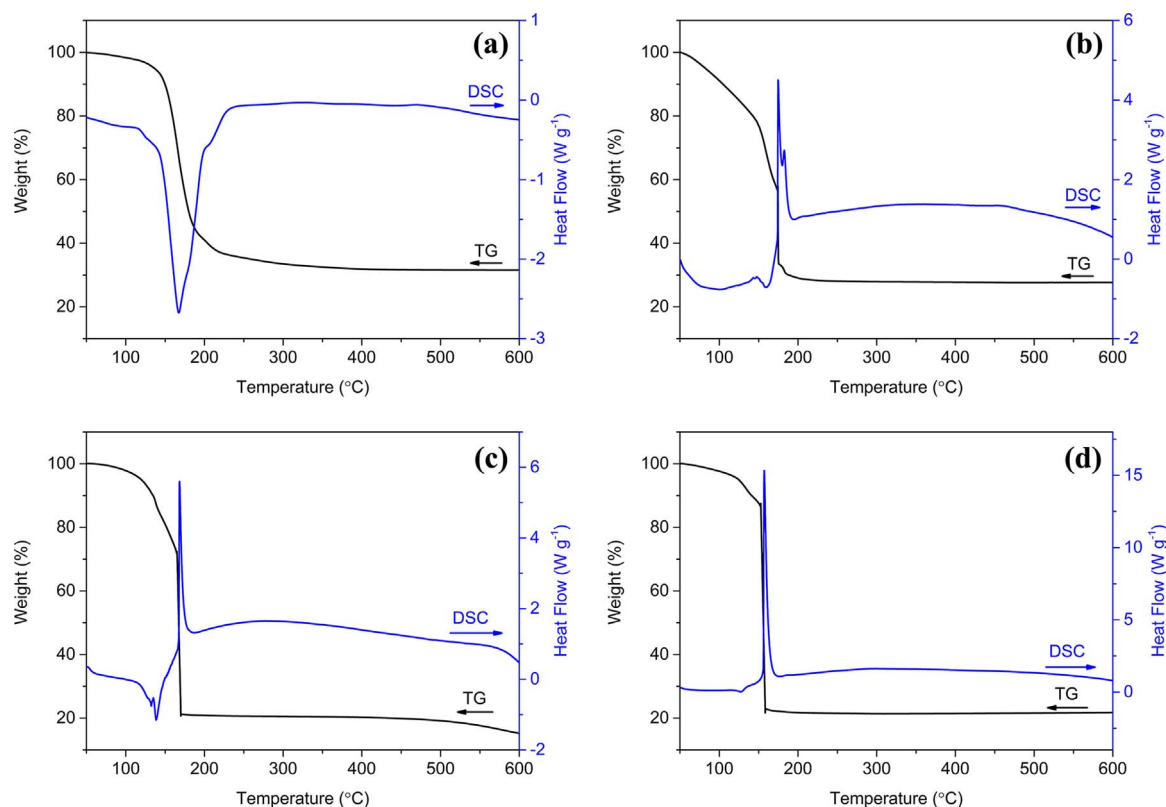 (a)
100
80
60
40
20
Weight (%)
1
0
-1
-2
-3
Heat Flow (W g-1)
DSC
TG
100 200 300 400 500 600
Temperature (°C)
(b)
100
80
60
40
20
Weight (%)
6
4
2
0
-2
Heat Flow (W g-1)
DSC
TG
100 200 300 400 500 600
Temperature (°C)
(c)
100
80
60
40
20
Weight (%)
6
4
2
0
-2
Heat Flow (W g-1)
DSC
TG
100 200 300 400 500 600
Temperature (°C)
(d)
100
80
60
40
20
Weight (%)
15
10
5
0
Heat Flow (W g-1)
DSC
TG
100 200 300 400 500 600
Temperature (°C)